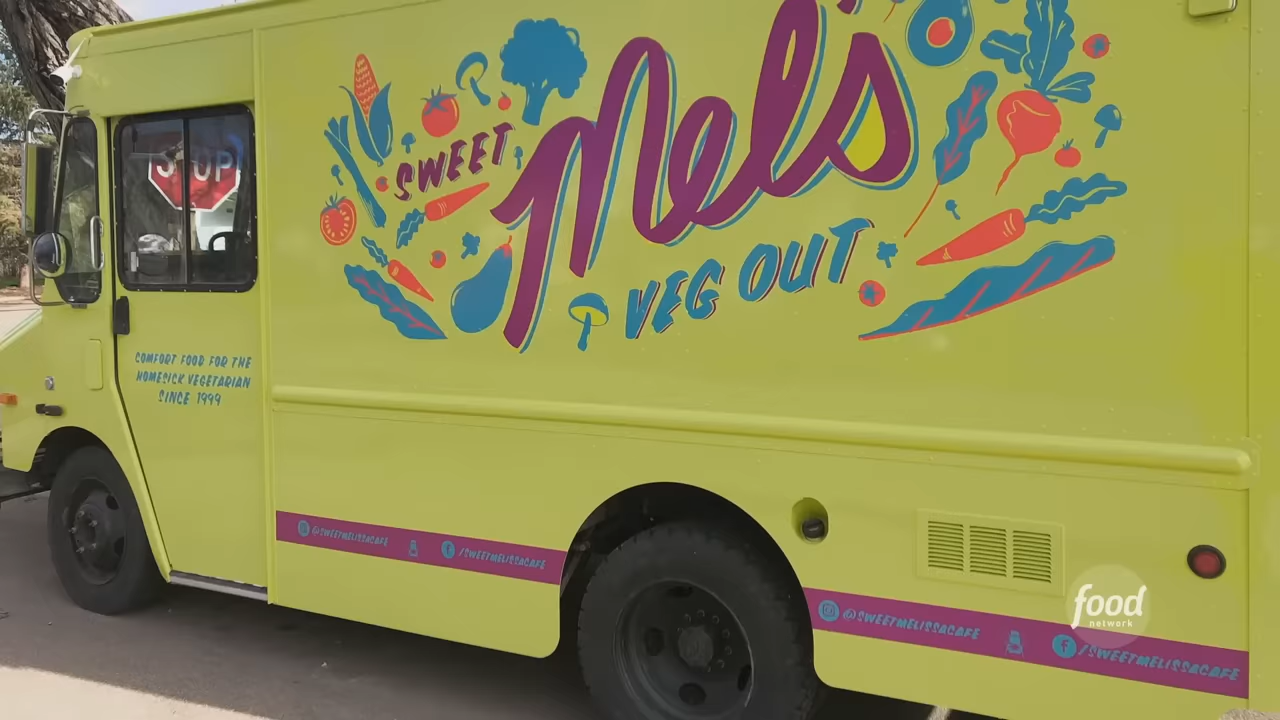 STOP
SWEET
Mel's
VEG OUT
COMFORT FOOD FOR THE
HOMESICK VEGETARIAN
SINCE 1999
@SWEETMELISSACAFE
/SWEETMELISSACAFE
@SWEETMELISSACAFE
/SWEETMELISSACAFE
food
network